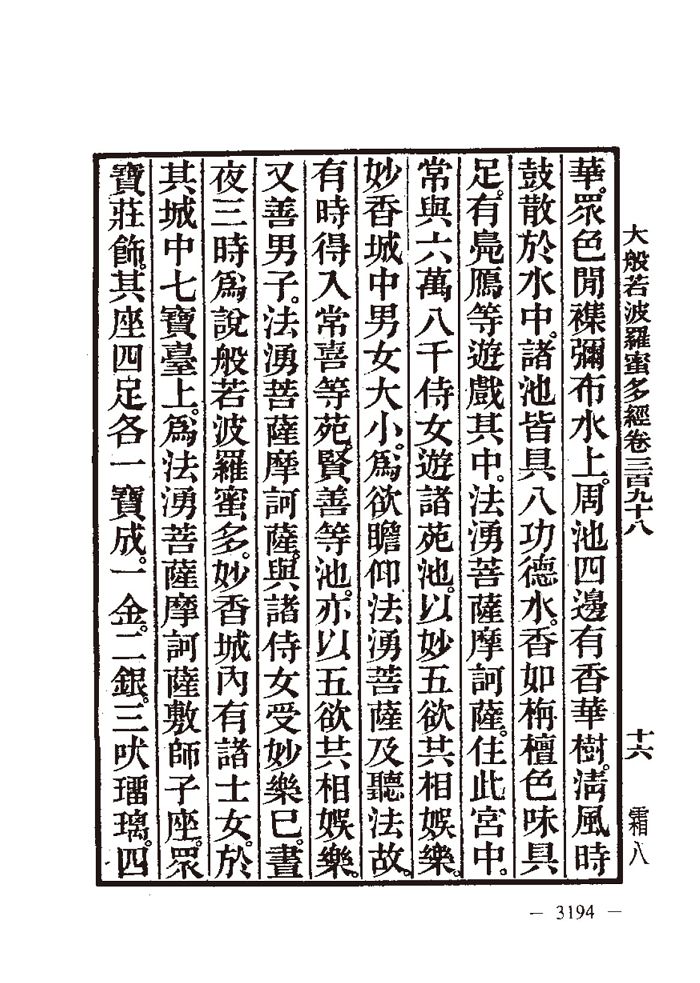 大般若波羅蜜多經卷三百九十八　十六　霜八
華。眾色閒襍彌布水上。周池四邊有香華樹。淸風時
鼓散於水中。諸池皆具八功德水。香如栴檀色味具
足。有鳧鴈等遊戲其中。法湧菩薩摩訶薩。住此宮中。
常與六萬八千侍女遊諸苑池。以妙五欲共相娛樂。
妙香城中男女大小。爲欲瞻仰法湧菩薩及聽法故。
有時得入常喜等苑。賢善等池。亦以五欲共相娛樂。
又善男子。法湧菩薩摩訶薩。與諸侍女受妙樂已。晝
夜三時爲說般若波羅蜜多。妙香城內有諸士女。於
其城中七寶臺上。爲法湧菩薩摩訶薩敷師子座。眾
寶莊飾。其座四足各一寶成。一金。二銀。三吠瑠璃。四
— 3194 —